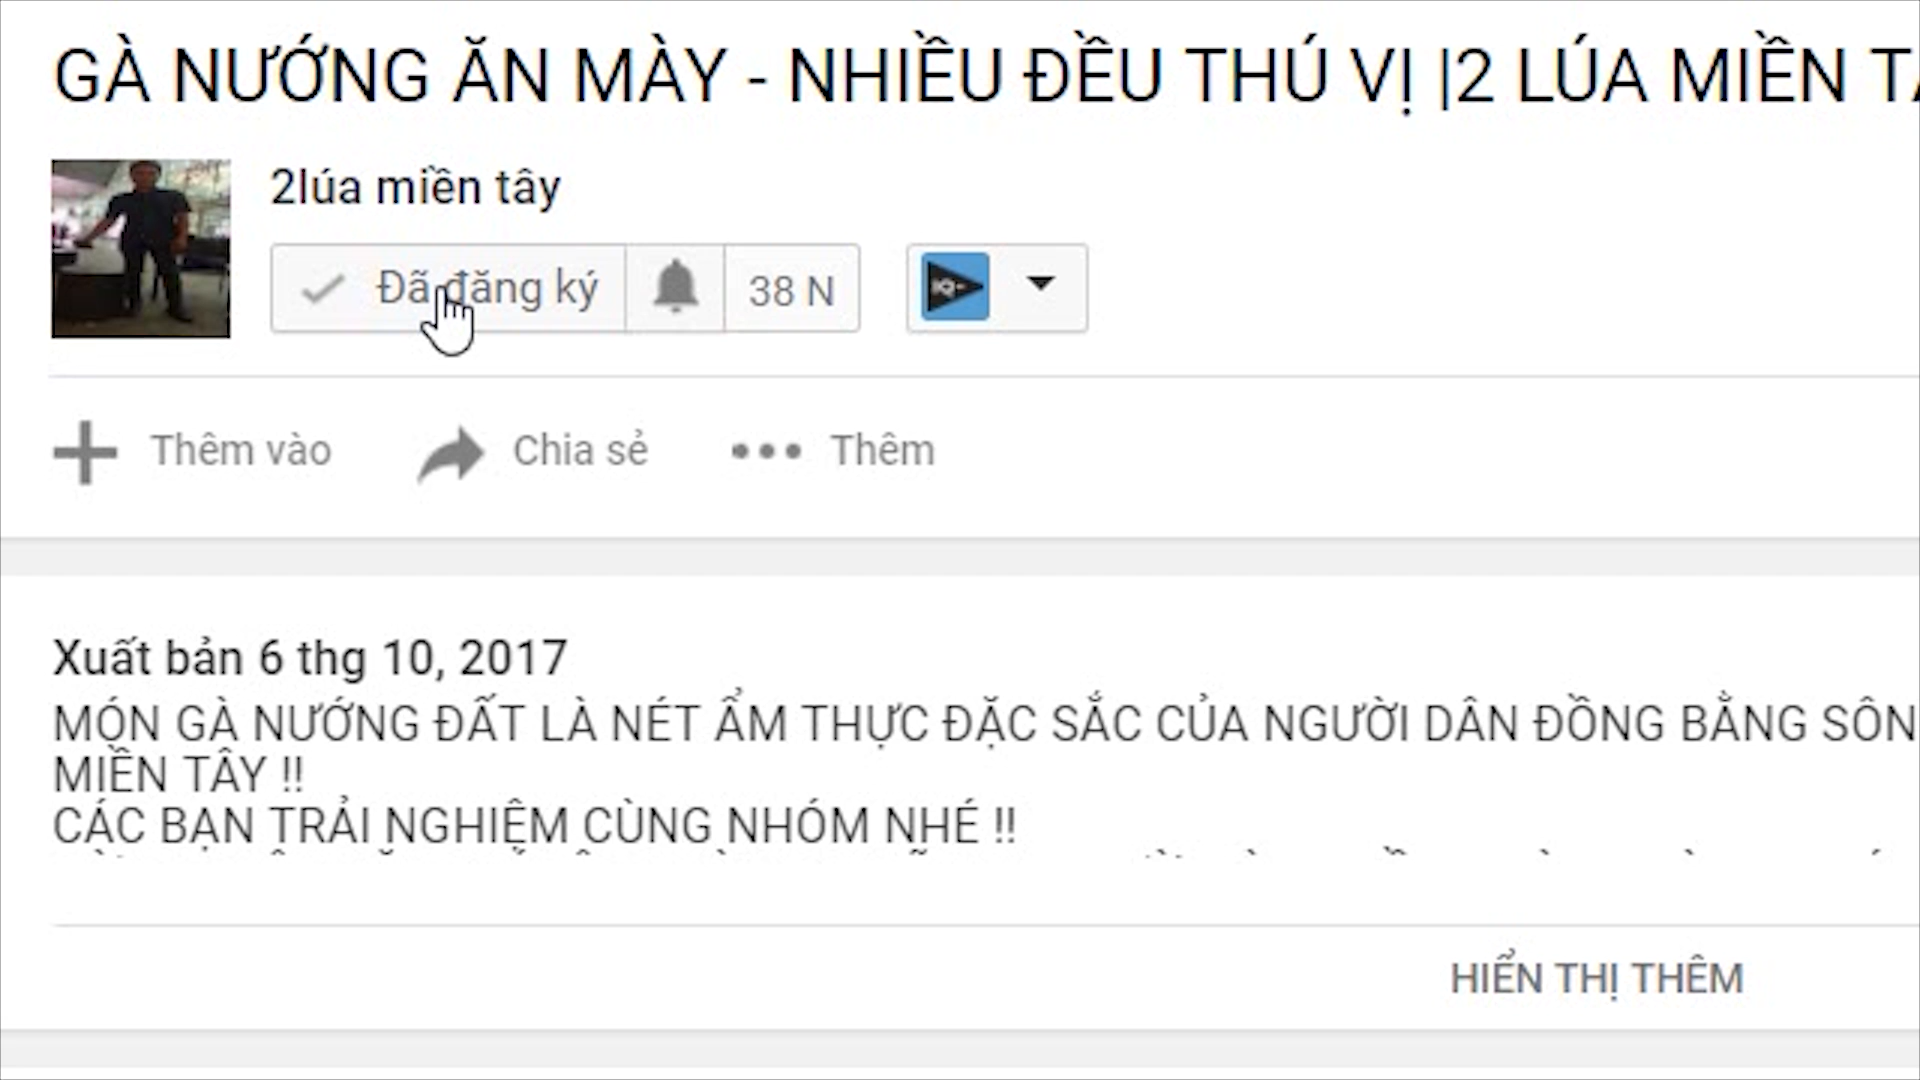 GÀ NƯỚNG ĂN MÀY - NHIỀU ĐỀU THÚ VỊ |2 LÚA MIỀN TÂ
2lúa miền tây
Đã đăng ký 38 N
IQ-
Thêm vào Chia sẻ Thêm
Xuất bản 6 thg 10, 2017
MÓN GÀ NƯỚNG ĐẤT LÀ NÉT ẨM THỰC ĐẶC SẮC CỦA NGƯỜI DÂN ĐỒNG BẰNG SÔN
MIỀN TÂY !!
CÁC BẠN TRẢI NGHIỆM CÙNG NHÓM NHÉ !!
HIỂN THỊ THÊM